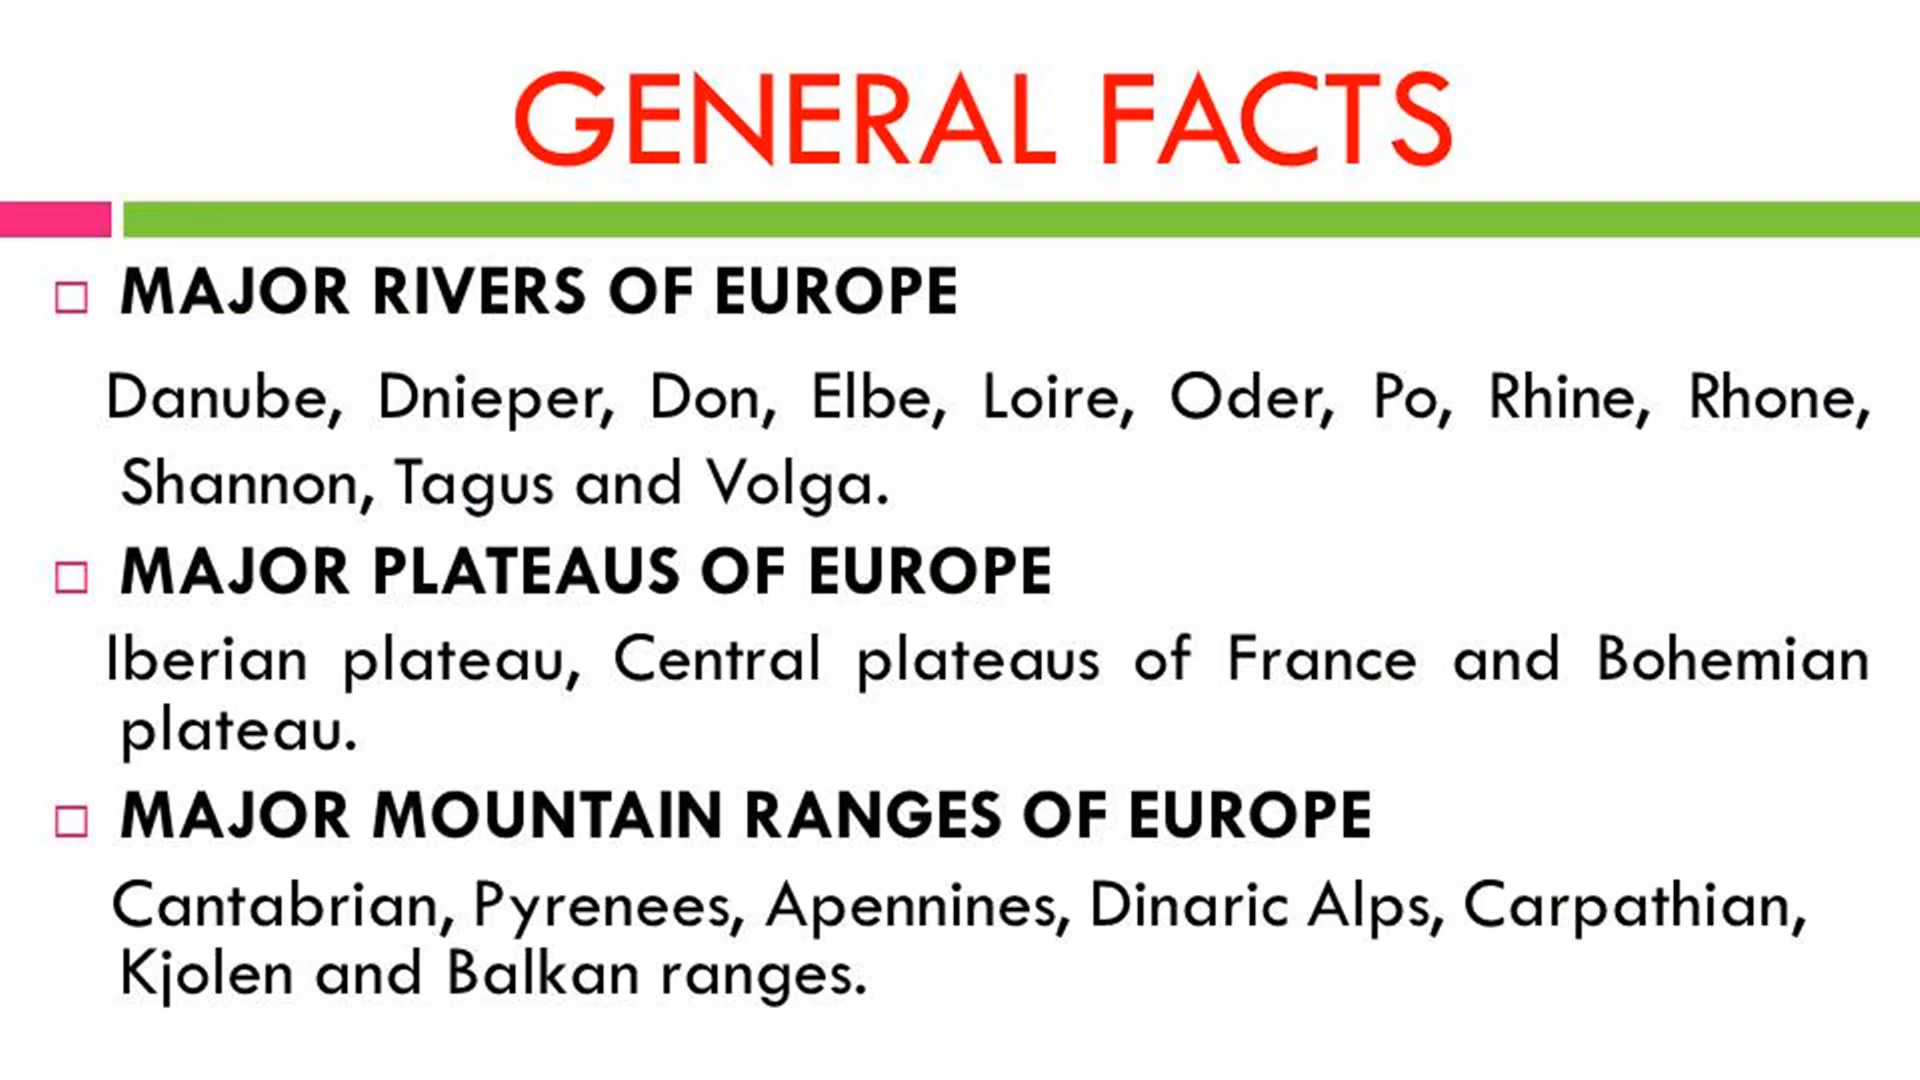 GENERAL FACTS
MAJOR RIVERS OF EUROPE
Danube, Dnieper, Don, Elbe, Loire, Oder, Po, Rhine, Rhone,
Shannon, Tagus and Volga.
MAJOR PLATEAUS OF EUROPE
Iberian plateau, Central plateaus of France and Bohemian
plateau.
MAJOR MOUNTAIN RANGES OF EUROPE
Cantabrian, Pyrenees, Apennines, Dinaric Alps, Carpathian,
Kjolen and Balkan ranges.